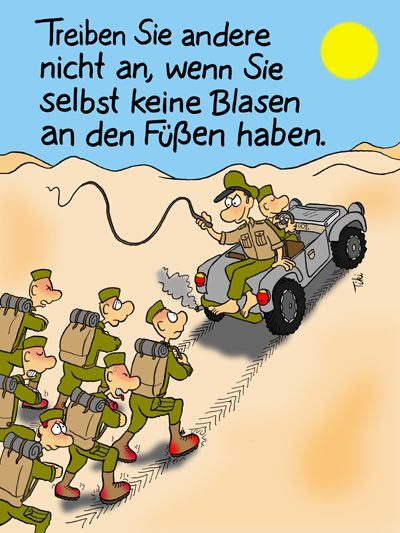 Treiben Sie andere
nicht an, wenn Sie
selbst keine Blasen
an den Füßen haben.